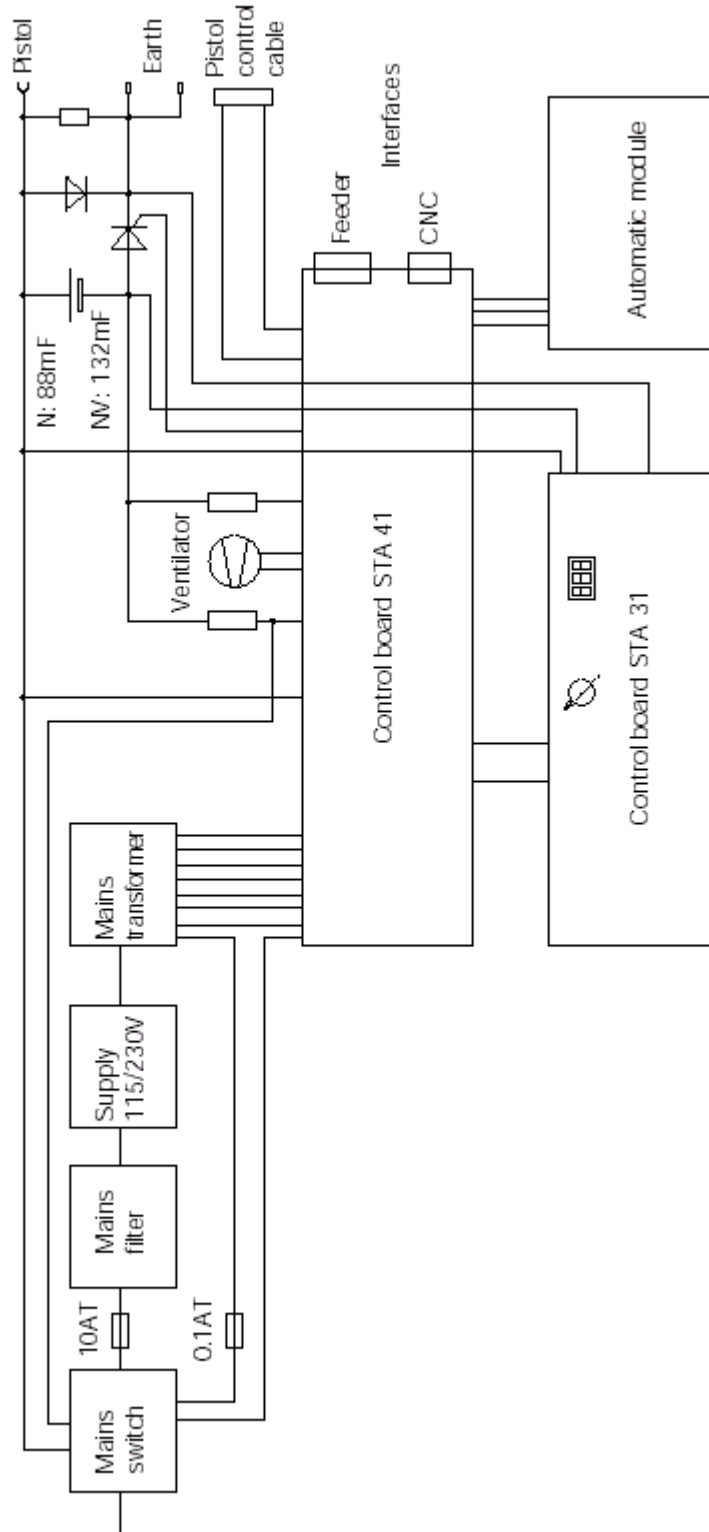 Pistol
Earth
Pistol
control
cable
N: 88mF
NV: 132mF
Ventilator
Feeder
Interfaces
CNC
Mains
switch
10AT
0.1AT
Mains
filter
Supply
115/230V
Mains
transformer
Control board STA 41
Control board STA 31
888
Automatic module